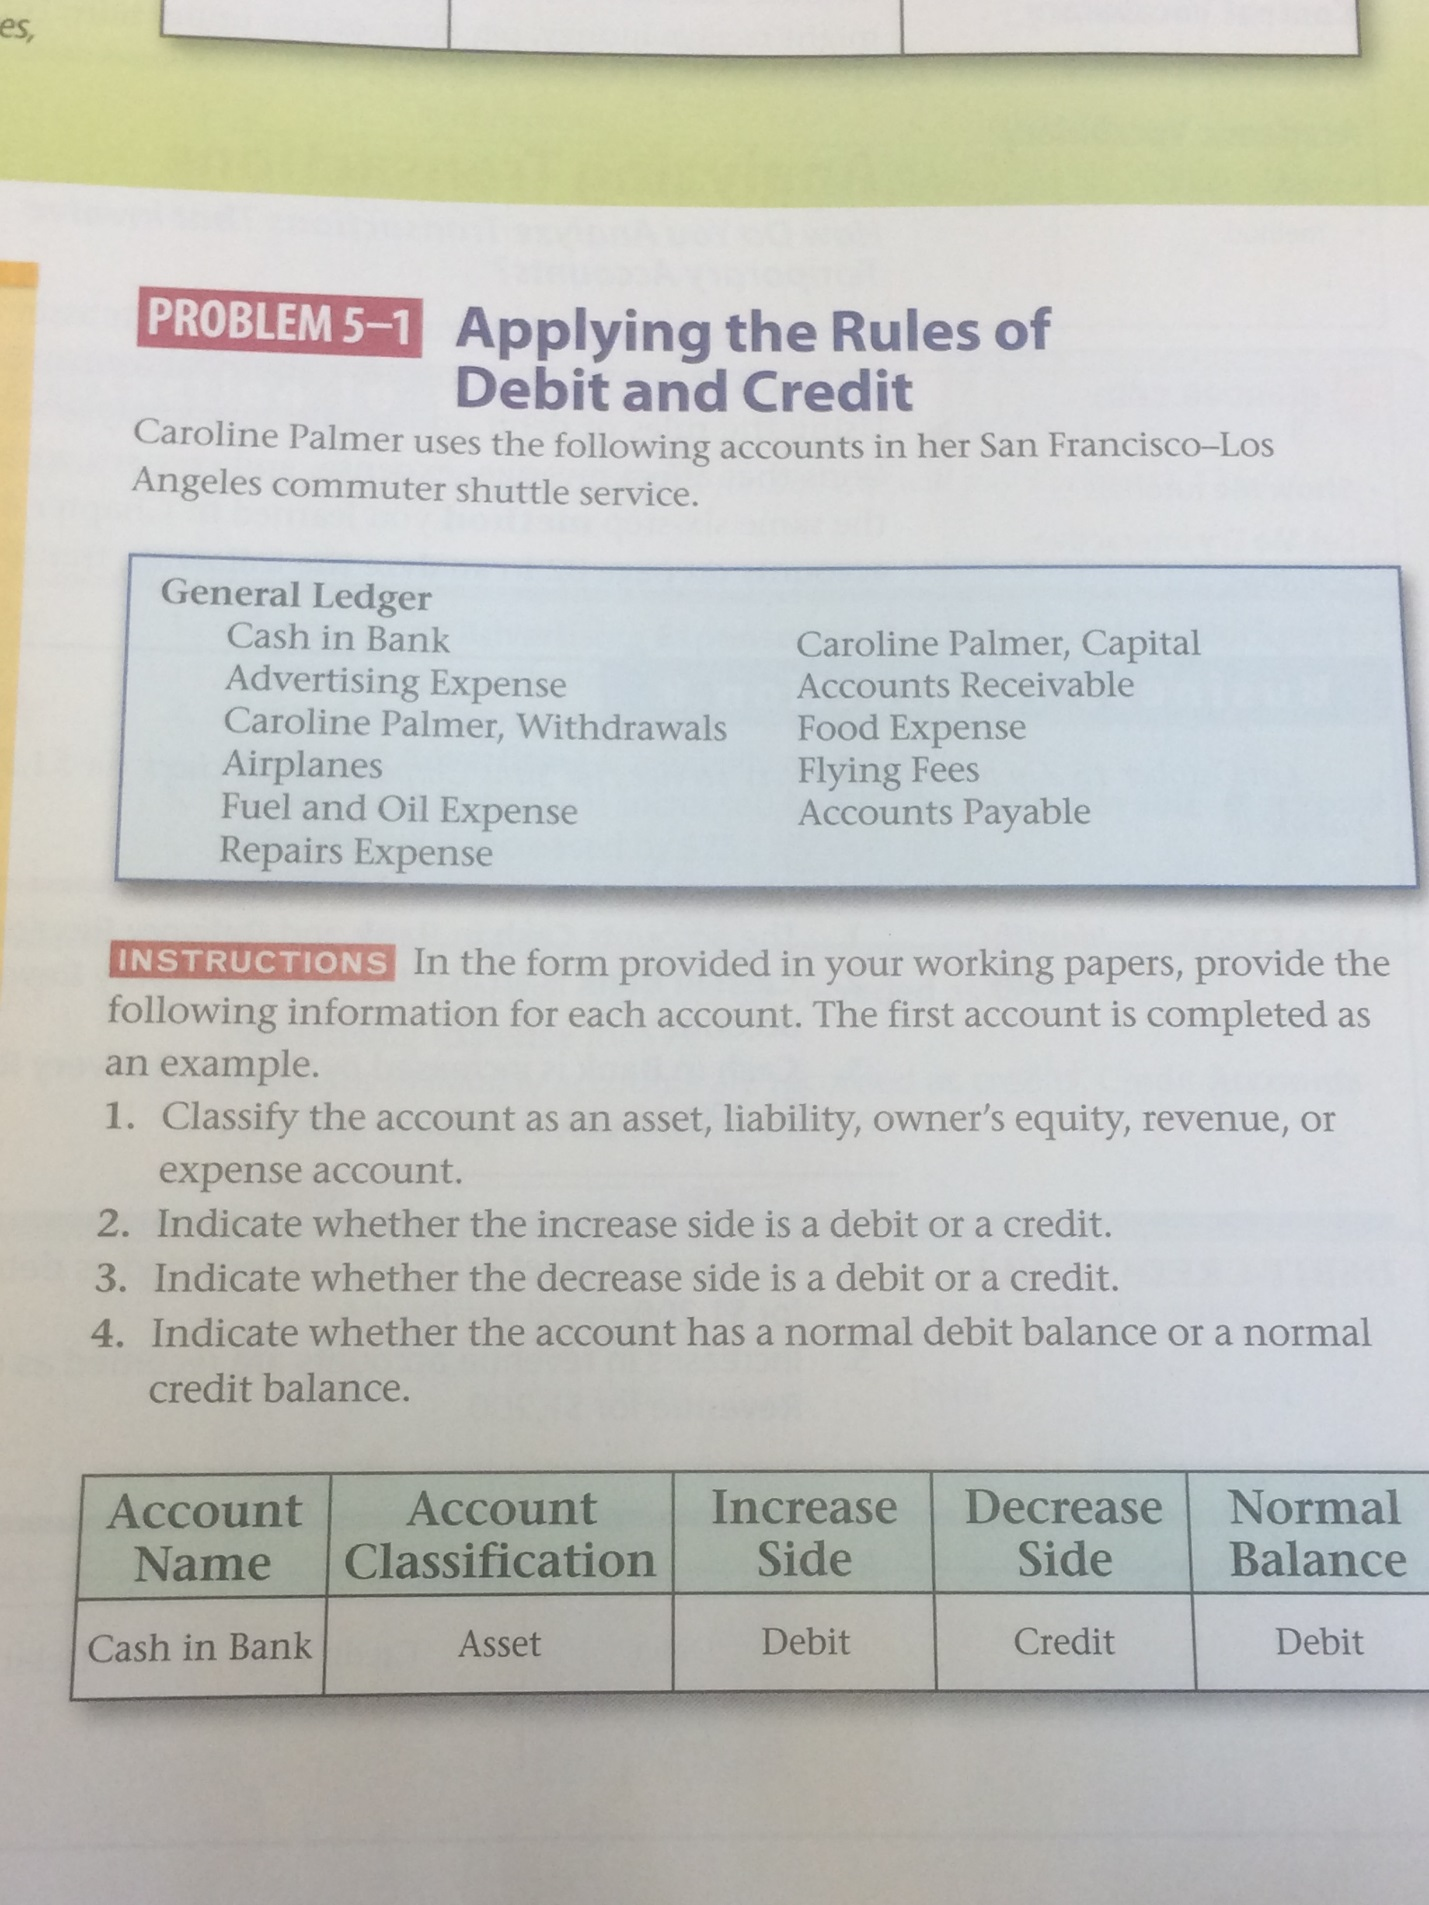 es,
PROBLEM 5–1 Applying the Rules of
Debit and Credit
Caroline Palmer uses the following accounts in her San Francisco–Los
Angeles commuter shuttle service.
General Ledger
Cash in Bank
Advertising Expense
Caroline Palmer, Withdrawals
Airplanes
Fuel and Oil Expense
Repairs Expense
Caroline Palmer, Capital
Accounts Receivable
Food Expense
Flying Fees
Accounts Payable
INSTRUCTIONS In the form provided in your working papers, provide the
following information for each account. The first account is completed as
an example.
1. Classify the account as an asset, liability, owner’s equity, revenue, or
expense account.
2. Indicate whether the increase side is a debit or a credit.
3. Indicate whether the decrease side is a debit or a credit.
4. Indicate whether the account has a normal debit balance or a normal
credit balance.
Account Name Account Classification Increase Side Decrease Side Normal Balance
Cash in Bank Asset Debit Credit Debit